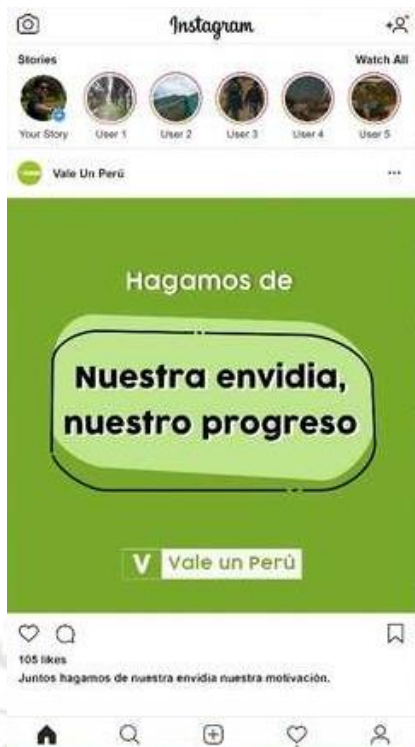 Instagram
Stories Watch All
Your Story User 1 User 2 User 3 User 4 User 5
Vale Un Perú
Hagamos de
Nuestra envidia,
nuestro progreso
V Vale un Perú
105 likes
Juntos hagamos de nuestra envidia nuestra motivación.